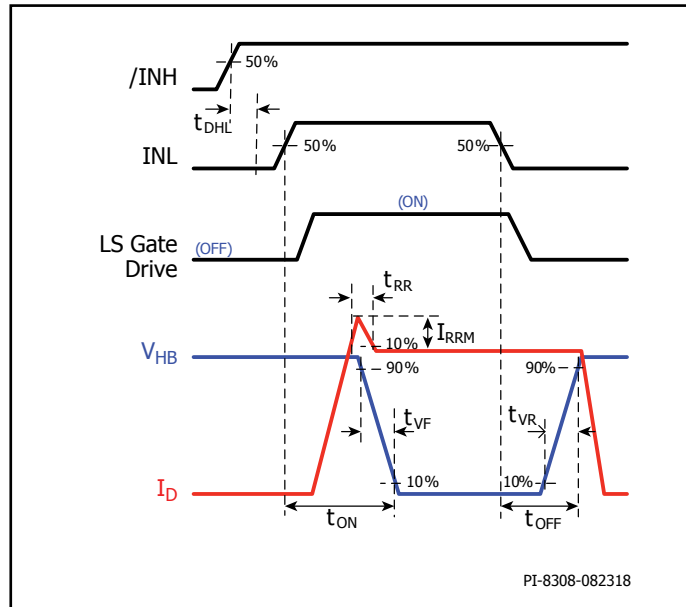 /INH
50%
tDHL
INL
50%
50%
(ON)
LS Gate
Drive
(OFF)
tRR
IRRM
10%
VHB
90%
90%
tVF
tVR
10%
10%
ID
tON
tOFF
PI-8308-082318